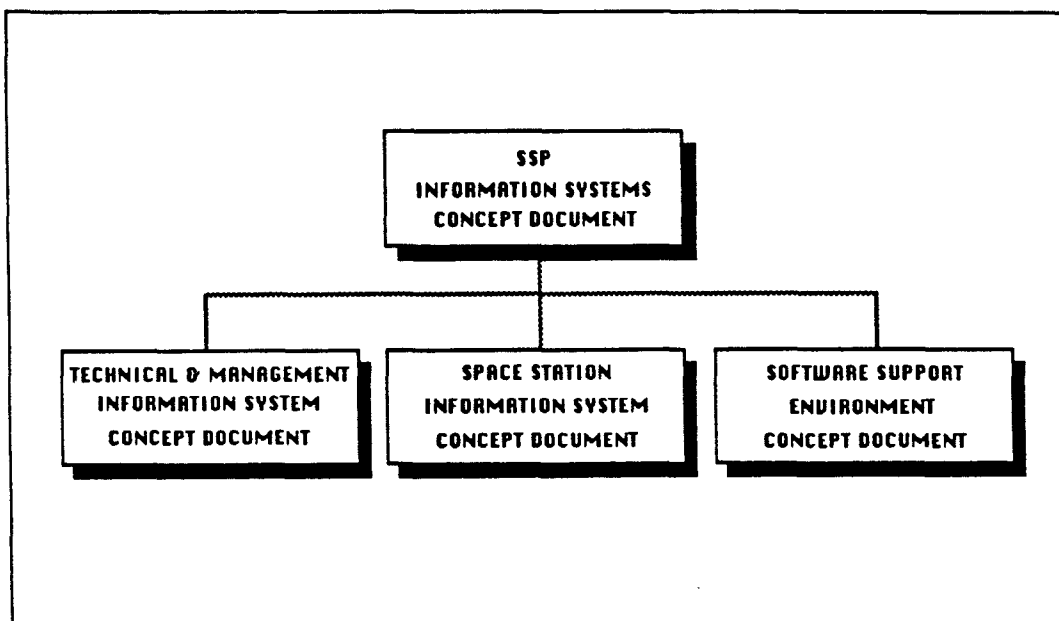 SSP
INFORMATION SYSTEMS
CONCEPT DOCUMENT
TECHNICAL & MANAGEMENT
INFORMATION SYSTEM
CONCEPT DOCUMENT
SPACE STATION
INFORMATION SYSTEM
CONCEPT DOCUMENT
SOFTWARE SUPPORT
ENVIRONMENT
CONCEPT DOCUMENT